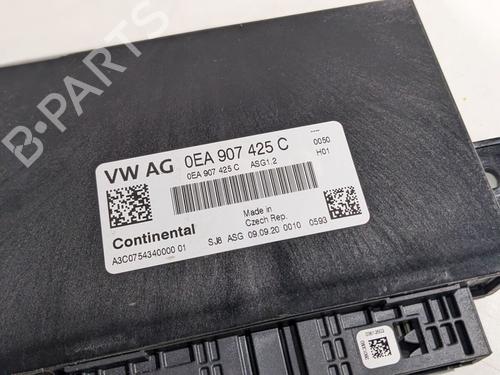 VW AG 0EA 907 425 C
0EA 907 425 C ASG1.2
----
0050
H01
Made in
Czech Rep.
Continental
A3C0754340000 01
SJ6 ASG 09.09.20 0010 0593
B-PARTS